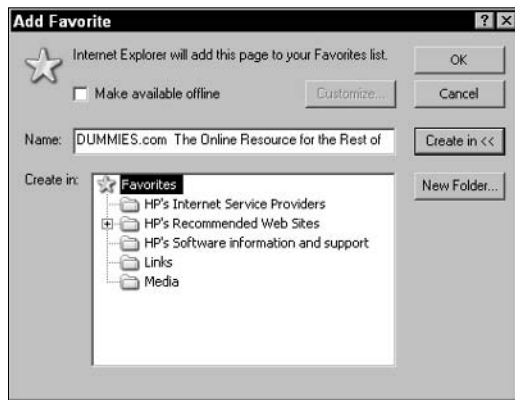 Add Favorite
Internet Explorer will add this page to your Favorites list.
OK
Make available offline
Customize...
Cancel
Name: DUMMIES.com The Online Resource for the Rest of
Create in <<
Create in:
Favorites
New Folder...
HP's Internet Service Providers
HP's Recommended Web Sites
HP's Software information and support
Links
Media